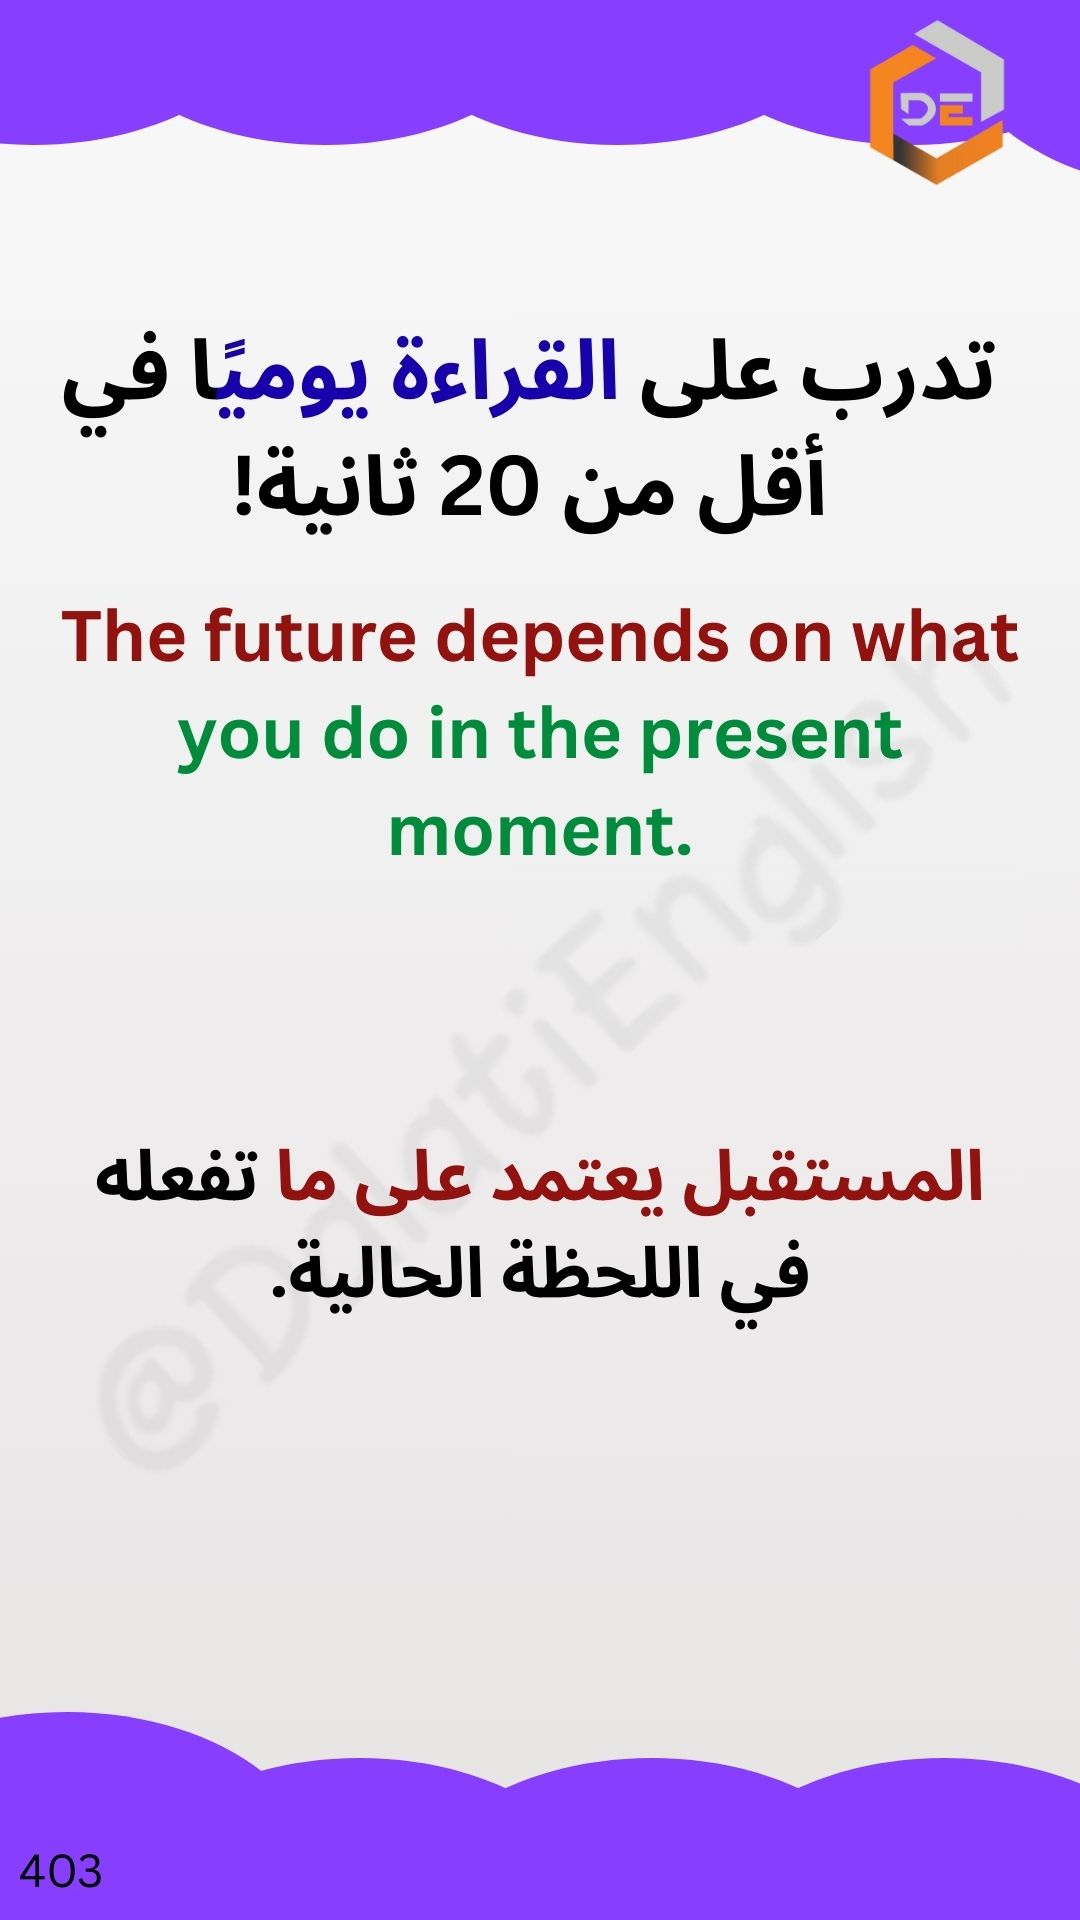 DE
تدرب على القراءة يوميًا في
أقل من 20 ثانية!
The future depends on what
you do in the present
moment.
@DalatiEnglish
المستقبل يعتمد على ما تفعله
في اللحظة الحالية.
403